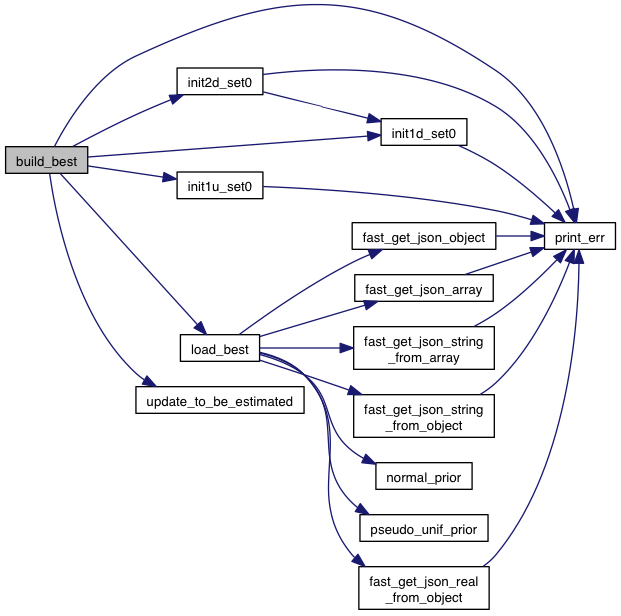 init2d_set0
init1d_set0
build_best
init1u_set0
fast_get_json_object
print_err
fast_get_json_array
load_best
fast_get_json_string
_from_array
update_to_be_estimated
fast_get_json_string
_from_object
normal_prior
pseudo_unif_prior
fast_get_json_real
_from_object